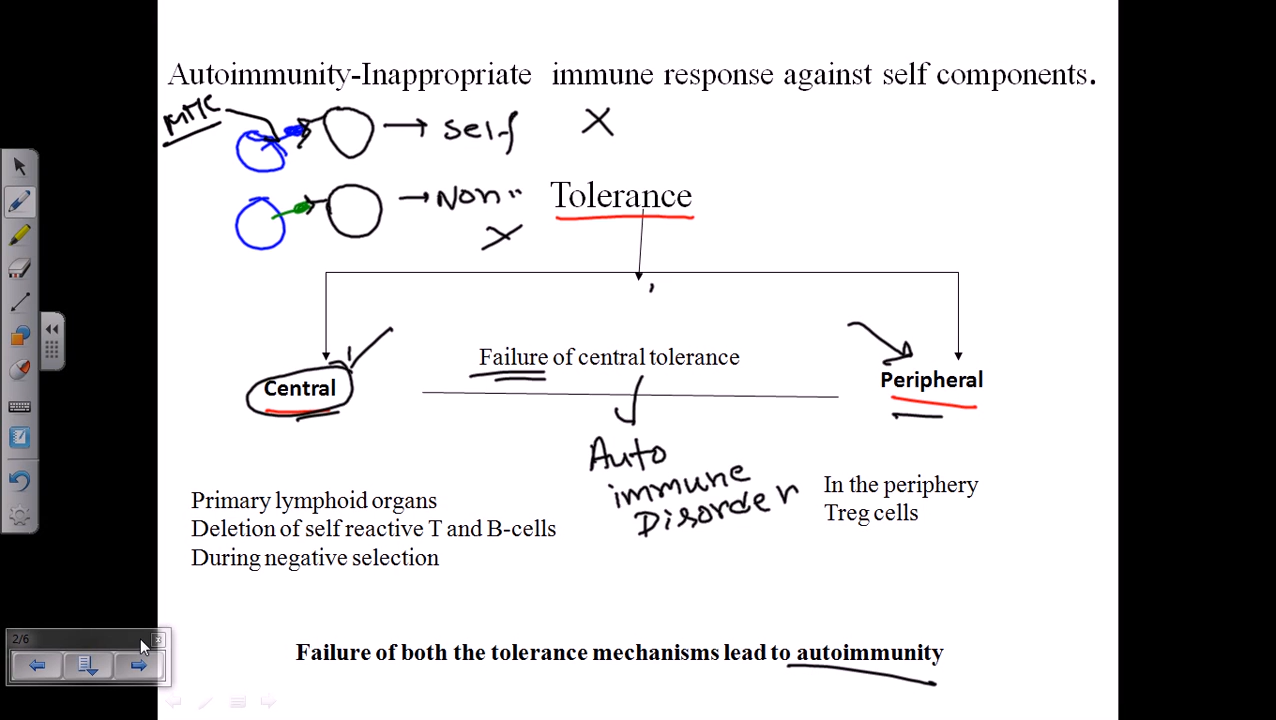 Autoimmunity-Inappropriate immune response against self components.
MHC
→ Self X
→ Non "
X
Tolerance
Failure of central tolerance
Central
Peripheral
Auto
immune
Disorder
Primary lymphoid organs
Deletion of self reactive T and B-cells
During negative selection
In the periphery
Treg cells
2/6
Failure of both the tolerance mechanisms lead to autoimmunity